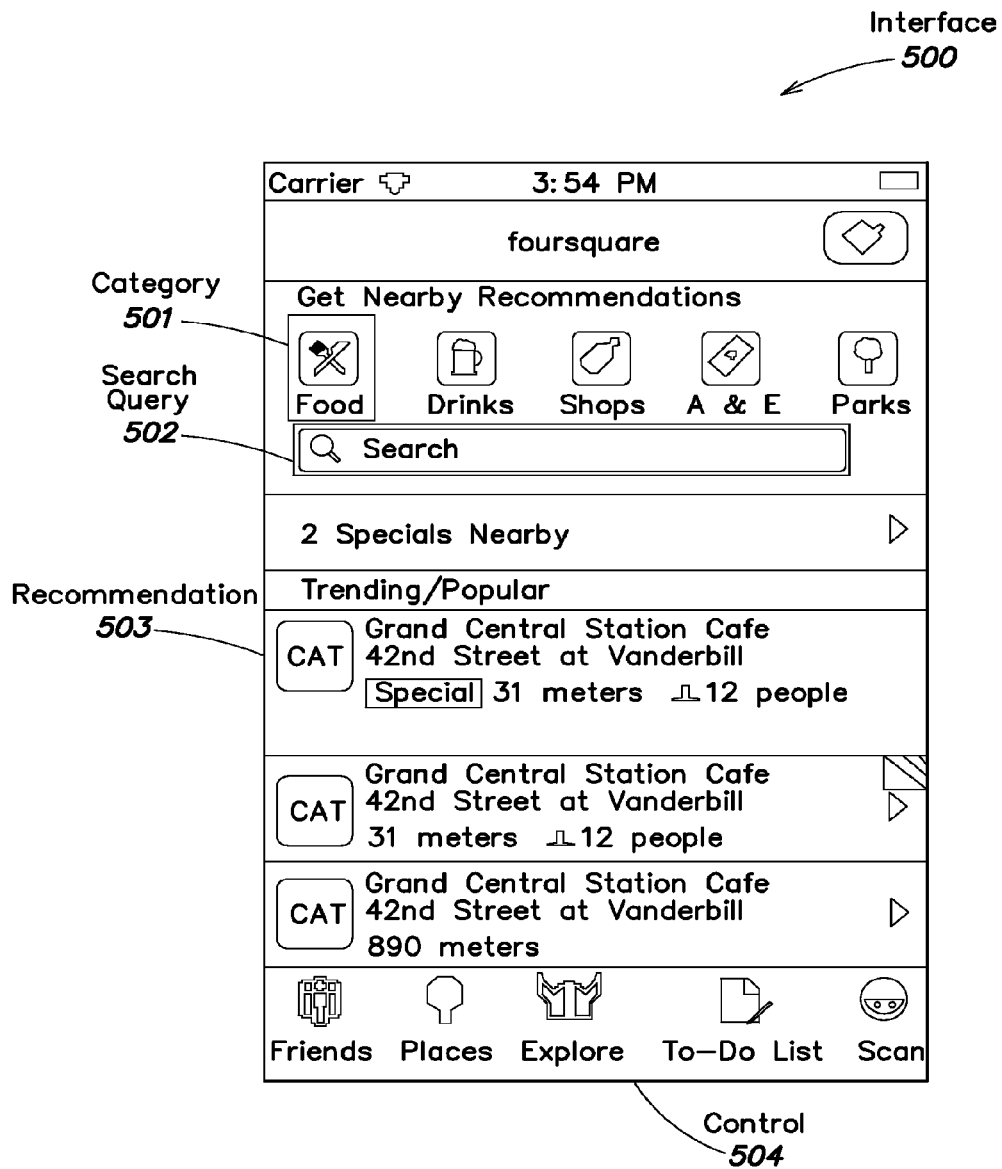 Interface
500
Carrier 3:54 PM
foursquare
Category
501
Get Nearby Recommendations
Food Drinks Shops A & E Parks
Search
Query
502
Search
2 Specials Nearby
Recommendation
503
Trending/Popular
CAT
Grand Central Station Cafe
42nd Street at Vanderbill
Special 31 meters 12 people
CAT
Grand Central Station Cafe
42nd Street at Vanderbill
31 meters 12 people
CAT
Grand Central Station Cafe
42nd Street at Vanderbill
890 meters
Friends Places Explore To-Do List Scan
Control
504